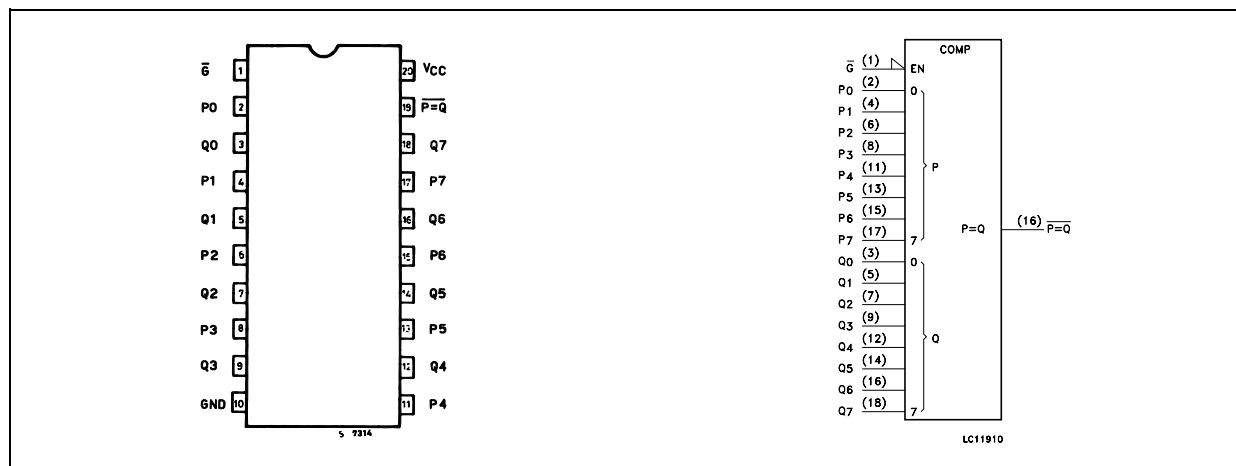 G̅ 1 20 VCC
P0 2 19 P̅=̅Q̅
Q0 3 18 Q7
P1 4 17 P7
Q1 5 16 Q6
P2 6 15 P6
Q2 7 14 Q5
P3 8 13 P5
Q3 9 12 Q4
GND 10 11 P4
S 7314
COMP
G̅ (1) EN
P0 (2) 0
P1 (4)
P2 (6)
P3 (8)
P4 (11) P
P5 (13)
P6 (15)
P7 (17) 7
P=Q (16) P̅=̅Q̅
Q0 (3) 0
Q1 (5)
Q2 (7)
Q3 (9)
Q4 (12) Q
Q5 (14)
Q6 (16)
Q7 (18) 7
LC11910